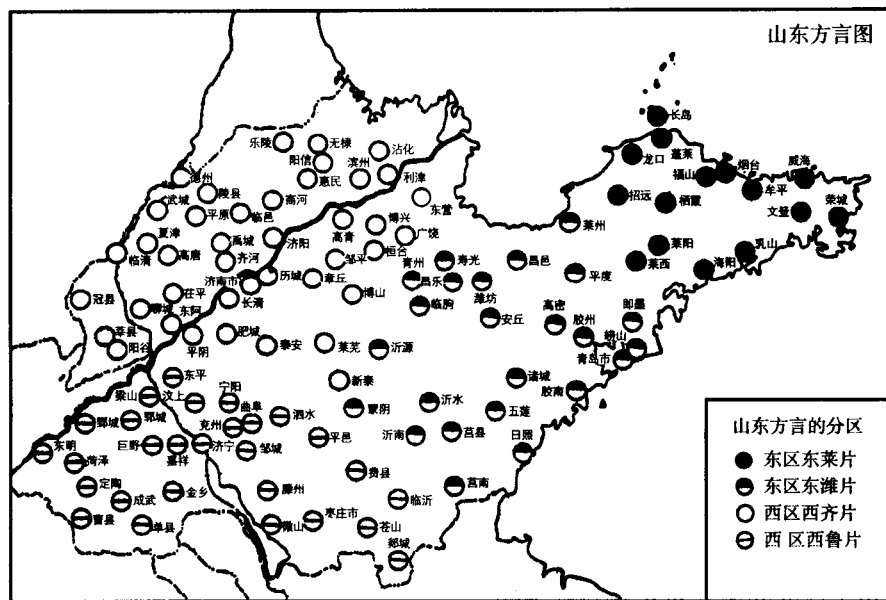 山东方言图
长岛
蓬莱
龙口
烟台
福山
威海
牟平
荣城
文登
招远
栖霞
乳山
莱阳
莱西
海阳
莱州
平度
昌邑
寿光
青州
昌乐
潍坊
临朐
安丘
高密
胶州
即墨
崂山
青岛市
胶南
诸城
五莲
日照
沂源
蒙阴
沂水
沂南
莒县
莒南
乐陵
无棣
沾化
阳信
滨州
惠民
利津
德州
陵县
商河
东营
武城
平原
临邑
博兴
广饶
高青
夏津
禹城
济阳
邹平
桓台
临清
高唐
齐河
济南市
历城
章丘
博山
冠县
茌平
长清
聊城
东阿
莘县
阳谷
平阴
肥城
泰安
莱芜
新泰
东平
梁山
汶上
宁阳
曲阜
泗水
兖州
鄄城
郓城
东明
菏泽
巨野
嘉祥
济宁
邹城
平邑
费县
定陶
成武
金乡
滕州
临沂
曹县
单县
微山
枣庄市
苍山
郯城
山东方言的分区
东区东莱片
东区东潍片
西区西齐片
西区西鲁片